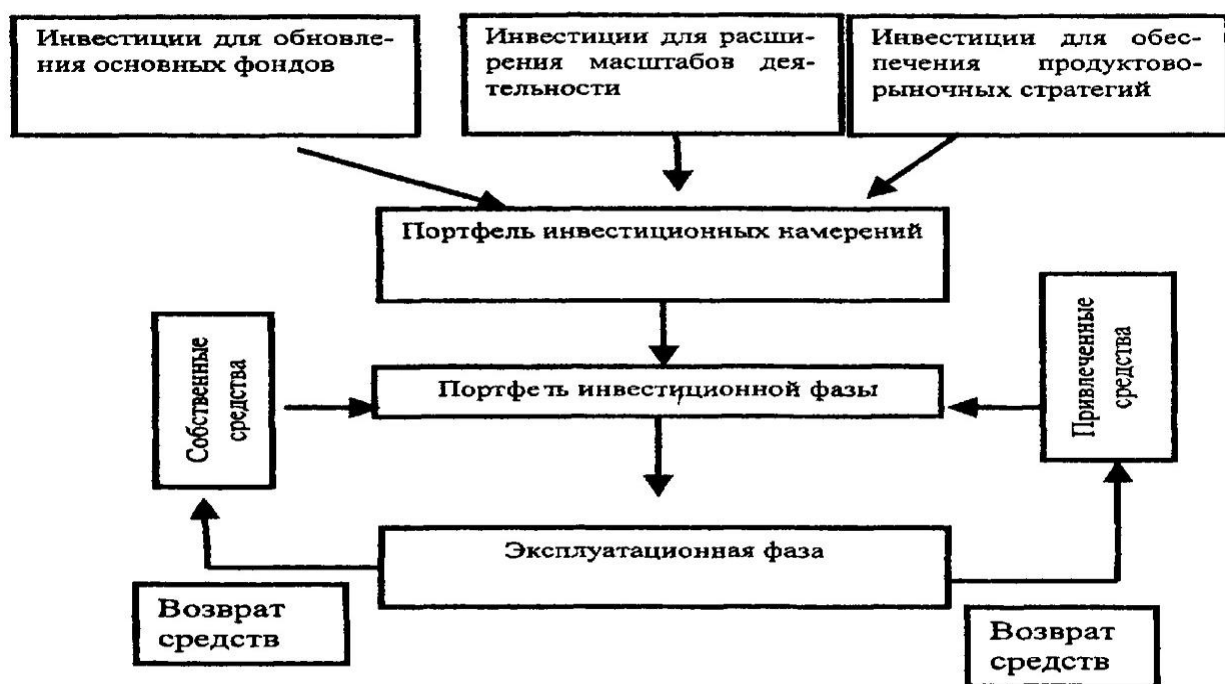 Инвестиции для обновле-
ния основных фондов
Инвестиции для расши-
рения масштабов дея-
тельности
Инвестиции для обес-
печения продуктово-
рыночных стратегий
Портфель инвестиционных намерений
Собственные
средства
Привлеченные
средства
Портфеть инвестиционной фазы
Эксплуатационная фаза
Возврат
средств
Возврат
средств